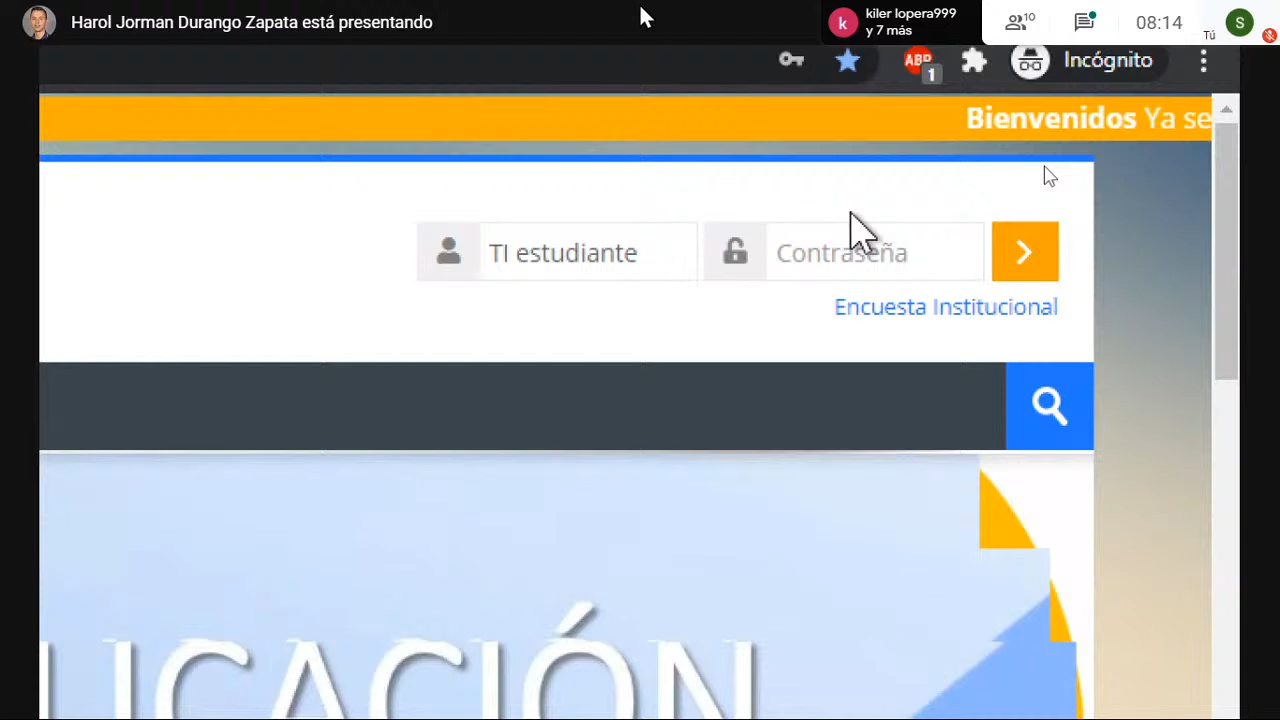 Harol Jorman Durango Zapata está presentando
k
kiler lopera999
y 7 más
10
08:14
Tú
S
ABP
1
Incógnito
Bienvenidos Ya se
TI estudiante
Contraseña
Encuesta Institucional
UCACIÓN